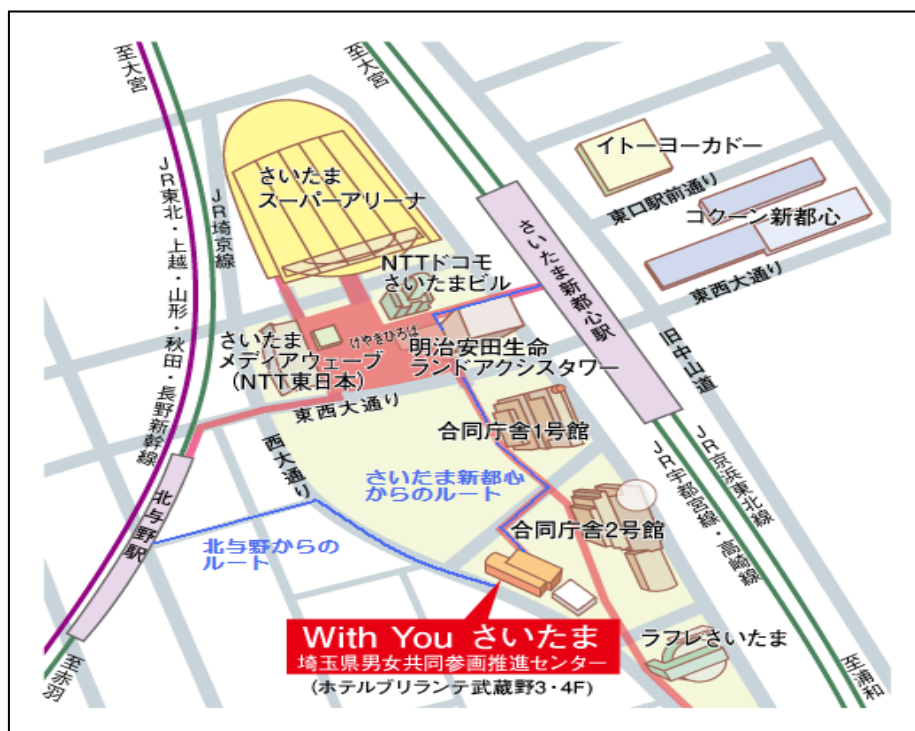 至大宮
至大宮
JR東北・上越・山形・秋田・長野新幹線
JR埼京線
さいたま
スーパーアリーナ
イトーヨーカドー
東口駅前通り
コクーン新都心
東西大通り
さいたま新都心駅
NTTドコモ
さいたまビル
けやきひろば
さいたま
メディアウェーブ
(NTT東日本)
明治安田生命
ランドアクシスタワー
旧中山道
東西大通り
西大通り
合同庁舎1号館
さいたま新都心
からのルート
北与野駅
北与野からの
ルート
合同庁舎2号館
JR京浜東北線
JR宇都宮線・高崎線
With You さいたま
埼玉県男女共同参画推進センター
(ホテルブリランテ武蔵野3・4F)
ラフレさいたま
至赤羽
至浦和